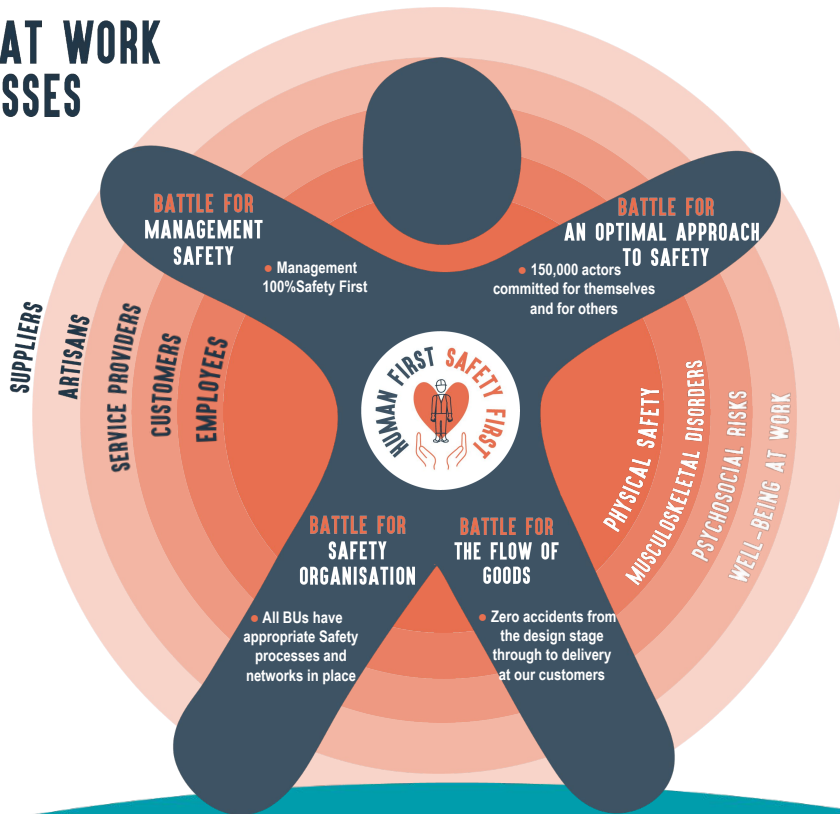 AT WORK
SSES
BATTLE FOR
MANAGEMENT
SAFETY
● Management
100%Safety First
BATTLE FOR
AN OPTIMAL APPROACH
TO SAFETY
● 150,000 actors
committed for themselves
and for others
SUPPLIERS
ARTISANS
SERVICE PROVIDERS
CUSTOMERS
EMPLOYEES
HUMAN FIRST SAFETY FIRST
PHYSICAL SAFETY
MUSCULOSKELETAL DISORDERS
PSYCHOSOCIAL RISKS
WELL-BEING AT WORK
BATTLE FOR
SAFETY
ORGANISATION
● All BUs have
appropriate Safety
processes and
networks in place
BATTLE FOR
THE FLOW OF
GOODS
● Zero accidents from
the design stage
through to delivery
at our customers